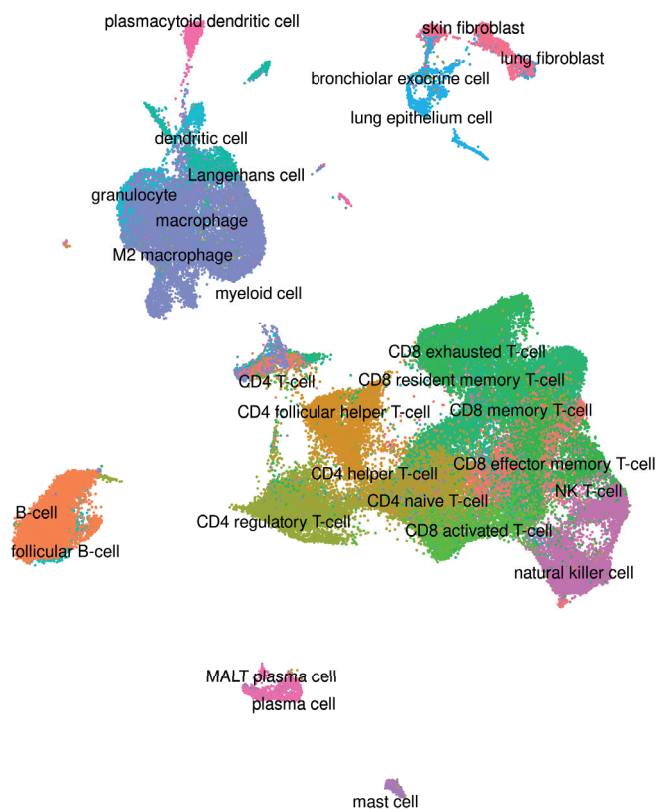 plasmacytoid dendritic cell
skin fibroblast
lung fibroblast
bronchiolar exocrine cell
lung epithelium cell
dendritic cell
Langerhans cell
granulocyte
macrophage
M2 macrophage
myeloid cell
CD8 exhausted T-cell
CD4 T-cell
CD8 resident memory T-cell
CD4 follicular helper T-cell
CD8 memory T-cell
CD4 helper T-cell
CD8 effector memory T-cell
NK T-cell
CD4 naive T-cell
B-cell
CD4 regulatory T-cell
CD8 activated T-cell
follicular B-cell
natural killer cell
MALT plasma cell
plasma cell
mast cell